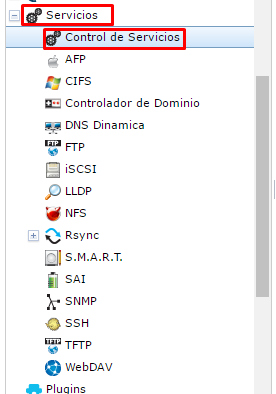 Servicios
Control de Servicios
AFP
CIFS
Controlador de Dominio
DNS Dinamica
FTP
iSCSI
LLDP
NFS
Rsync
S.M.A.R.T.
SAI
SNMP
SSH
TFTP
WebDAV
Plugins